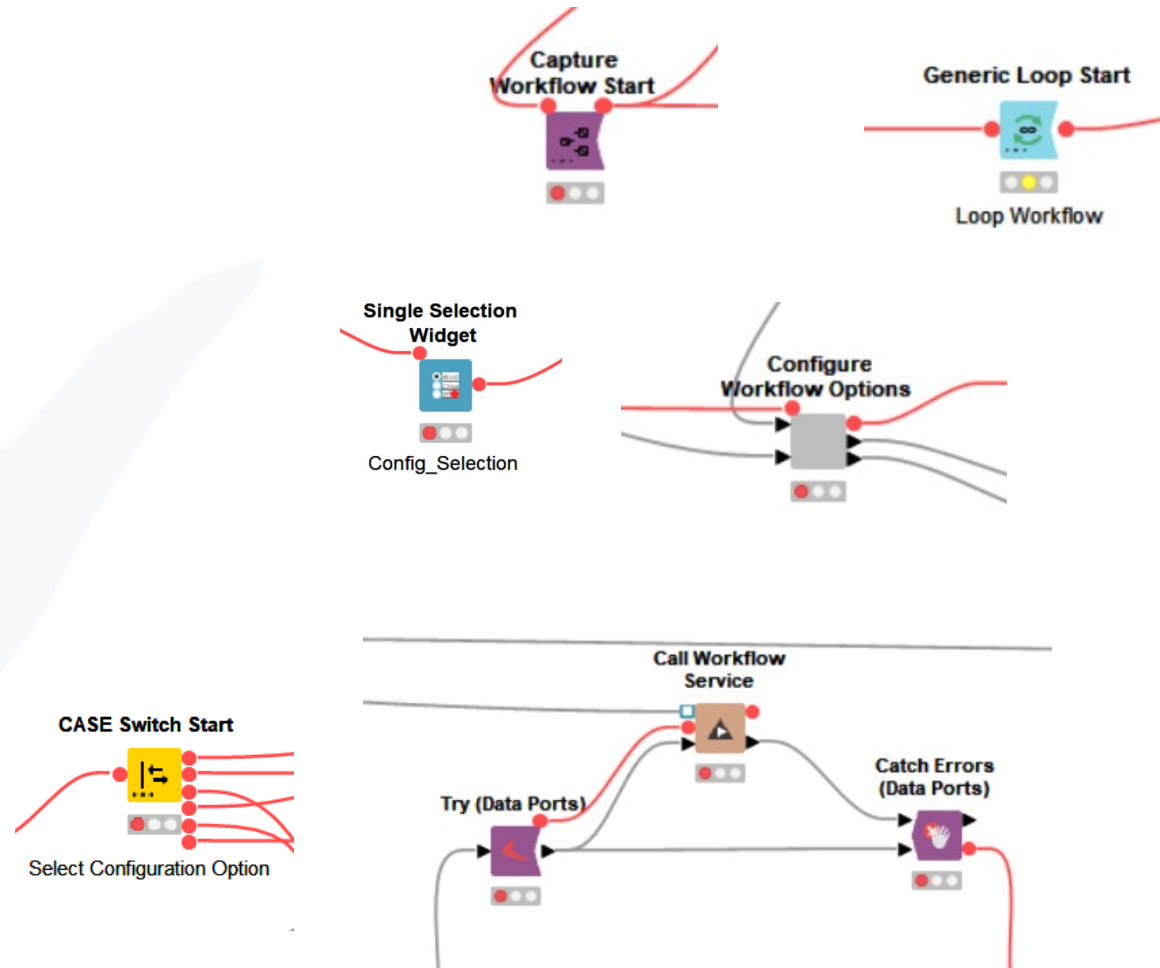 Capture
Workflow Start
Generic Loop Start
Loop Workflow
Single Selection
Widget
Config_Selection
Configure
Workflow Options
Call Workflow
Service
CASE Switch Start
Select Configuration Option
Try (Data Ports)
Catch Errors
(Data Ports)